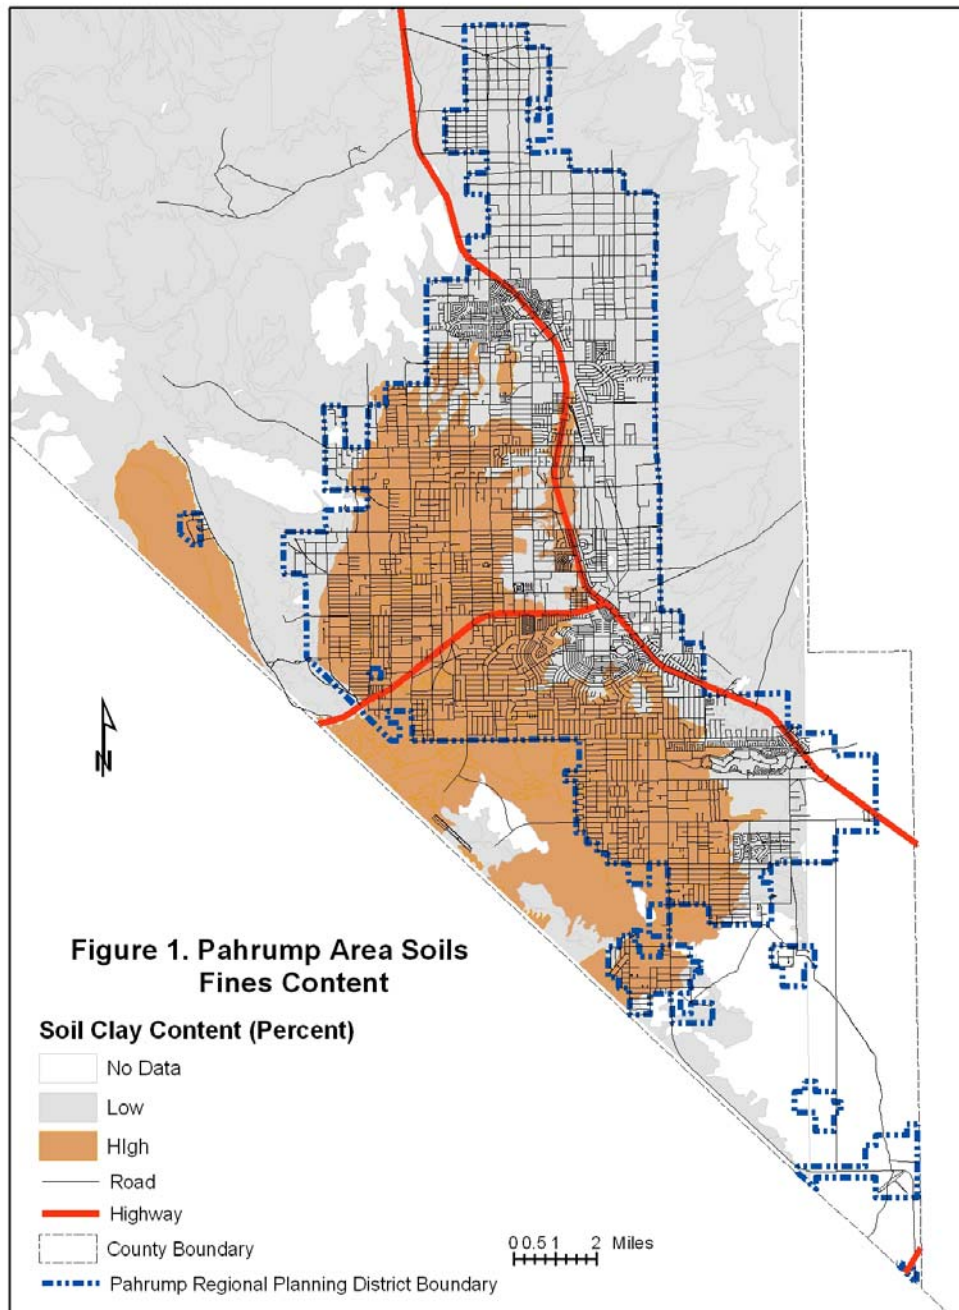 N
Figure 1. Pahrump Area Soils
Fines Content
Soil Clay Content (Percent)
No Data
Low
HIgh
Road
Highway
County Boundary
Pahrump Regional Planning District Boundary
0 0.5 1 2 Miles